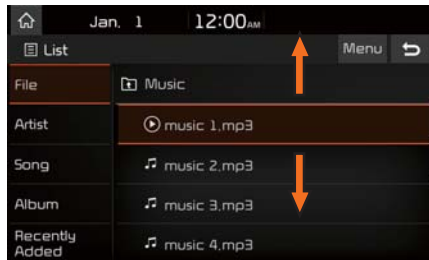 Jan. 1 12:00AM
List Menu
File
Music
Artist
music 1.mp3
Song
music 2.mp3
Album
music 3.mp3
Recently
Added
music 4.mp3